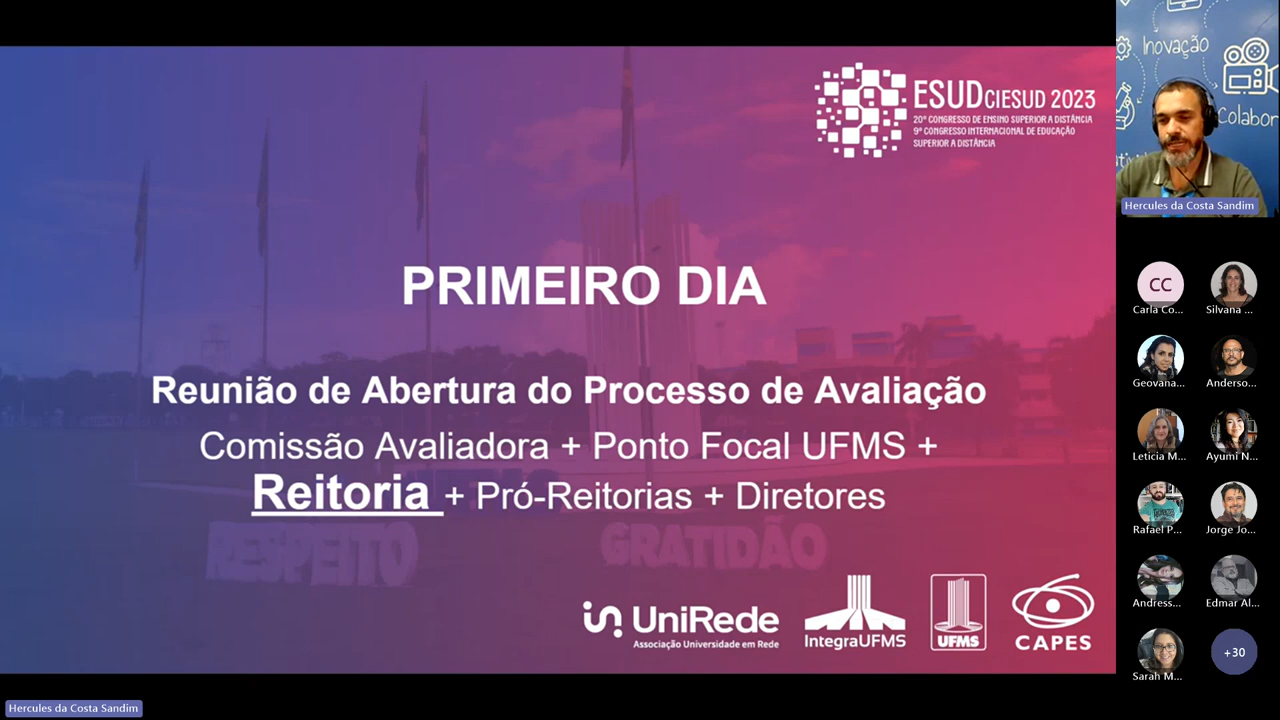 ESUDCIESUD 2023
20º CONGRESSO DE ENSINO SUPERIOR A DISTÂNCIA
9º CONGRESSO INTERNACIONAL DE EDUCAÇÃO
SUPERIOR A DISTÂNCIA
PRIMEIRO DIA
Reunião de Abertura do Processo de Avaliação
Comissão Avaliadora + Ponto Focal UFMS +
Reitoria + Pró-Reitorias + Diretores
RESPEITO
GRATIDÃO
UniRede
Associação Universidade em Rede
IntegraUFMS
UFMS
CAPES
Inovação
Colabor
Hercules da Costa Sandim
CC
Carla Co...
Silvana ...
Geovana...
Anderso...
Leticia M...
Ayumi N...
Rafael P...
Jorge Jo...
Andress...
Edmar Al...
Sarah M...
+30
Hercules da Costa Sandim